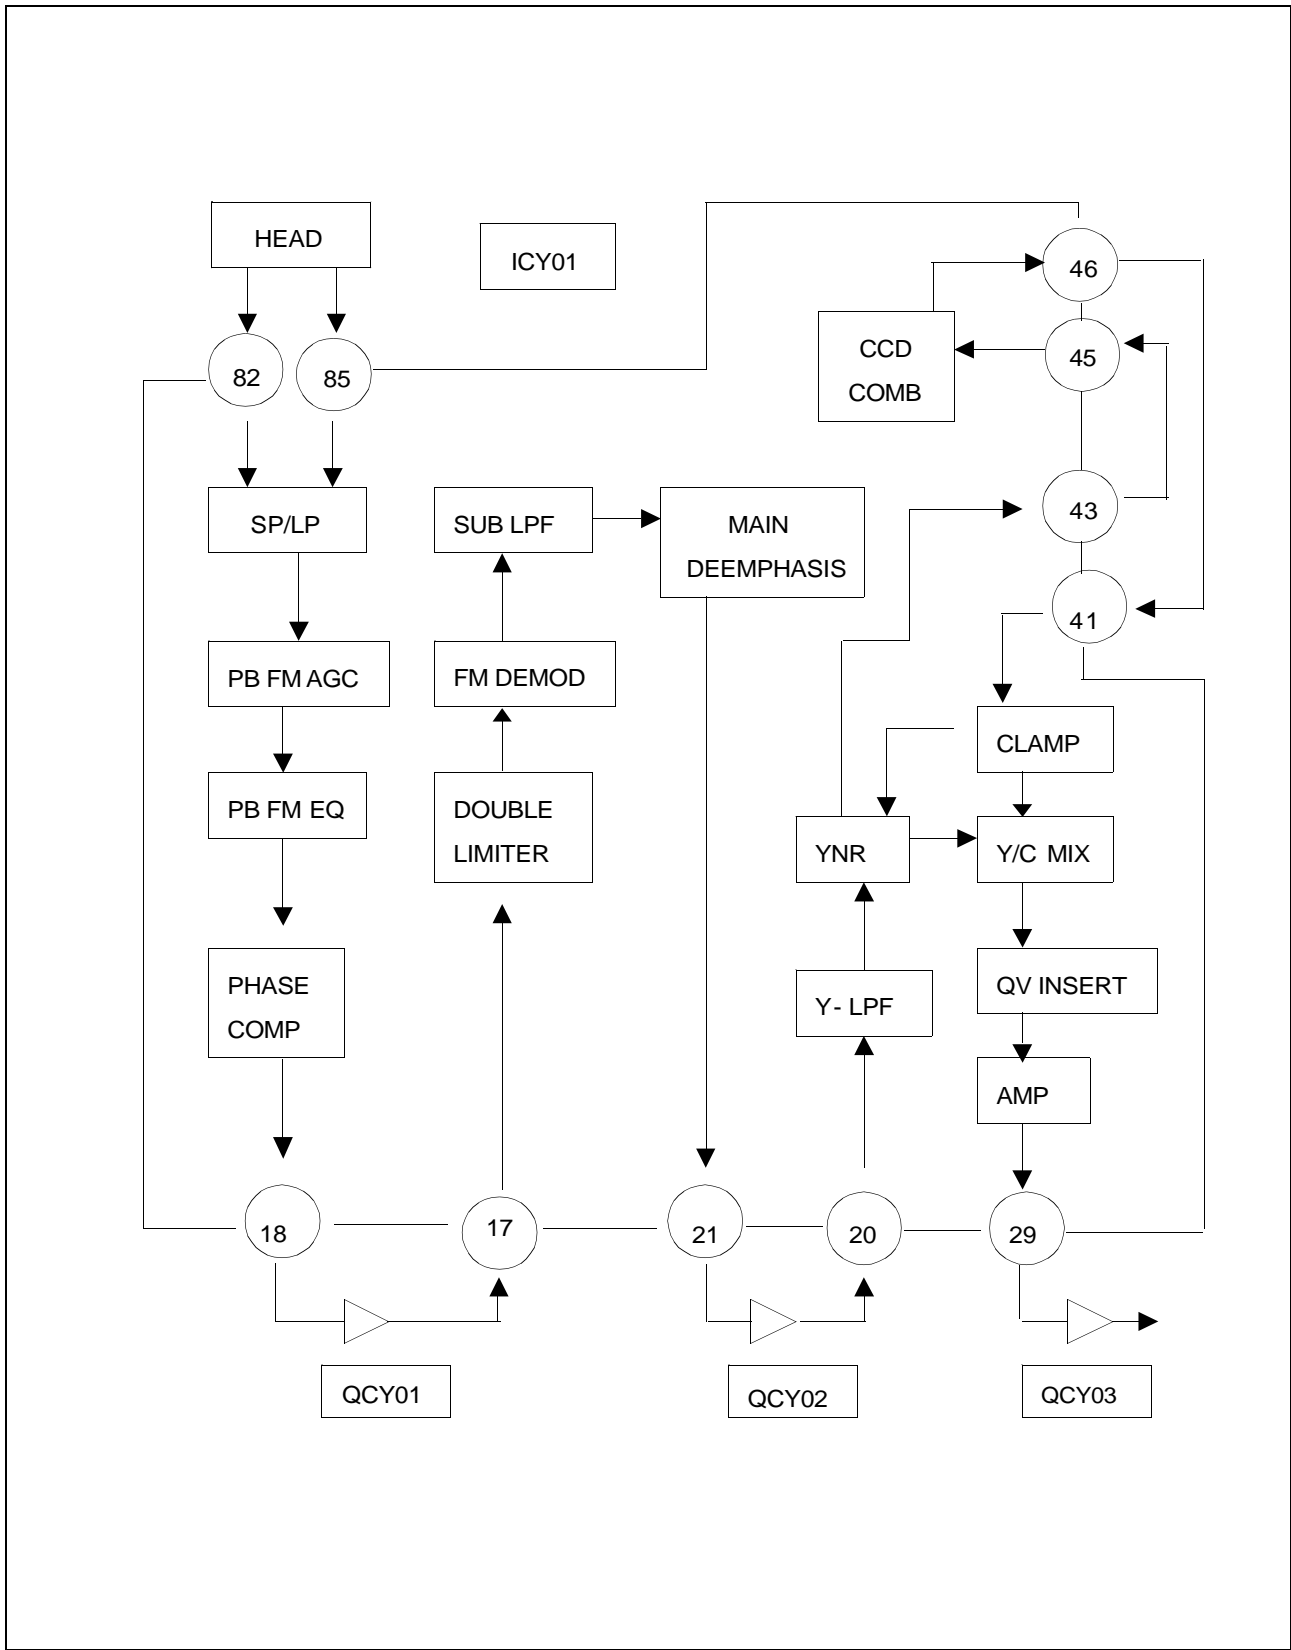 HEAD
ICY01
46
CCD
COMB
45
82
85
SP/LP
SUB LPF
MAIN
DEEMPHASIS
43
41
PB FM AGC
FM DEMOD
CLAMP
PB FM EQ
DOUBLE
LIMITER
YNR
Y/C MIX
PHASE
COMP
Y- LPF
QV INSERT
AMP
18
17
21
20
29
QCY01
QCY02
QCY03